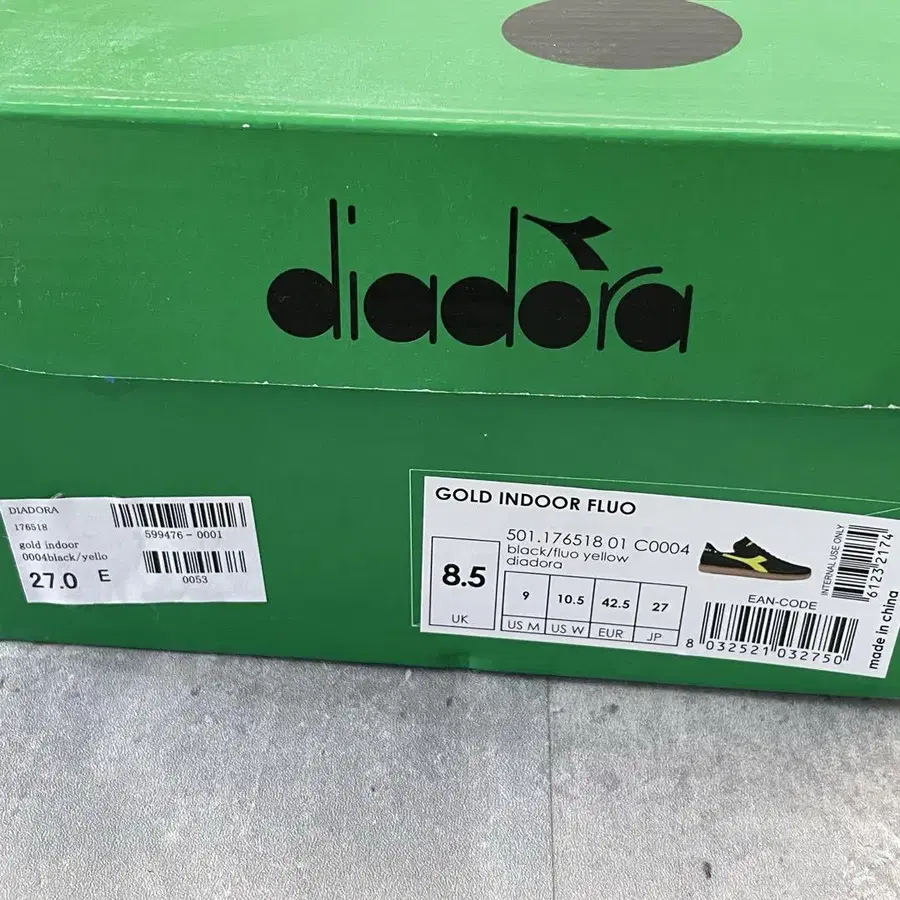 diadora
DIADORA
176518
gold indoor
0004black/yello
27.0 E
599476-0001
0053
GOLD INDOOR FLUO
501.176518 01 C0004
black/fluo yellow
diadora
8.5
UK
9 10.5 42.5 27
US M US W EUR JP
INTERNAL USE ONLY
6123 2174
EAN-CODE
8 032521 032750
made in china